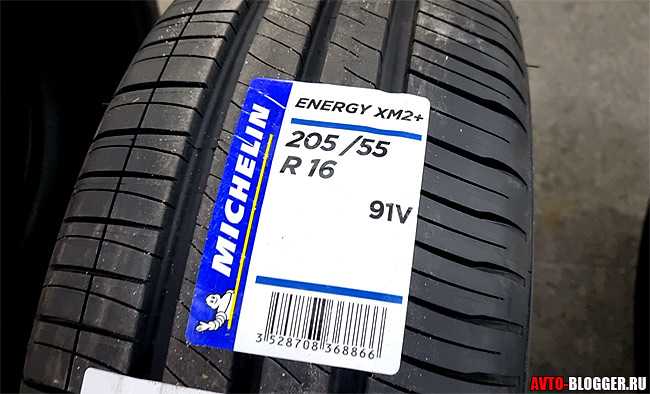 MICHELIN
ENERGY XM2+
205/55
R 16
91V
3 528708 368866
AVTO-BLOGGER.RU